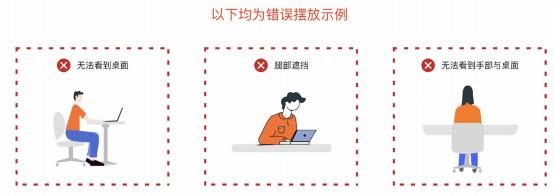 以下均为错误摆放示例
无法看到桌面
腿部遮挡
无法看到手部与桌面